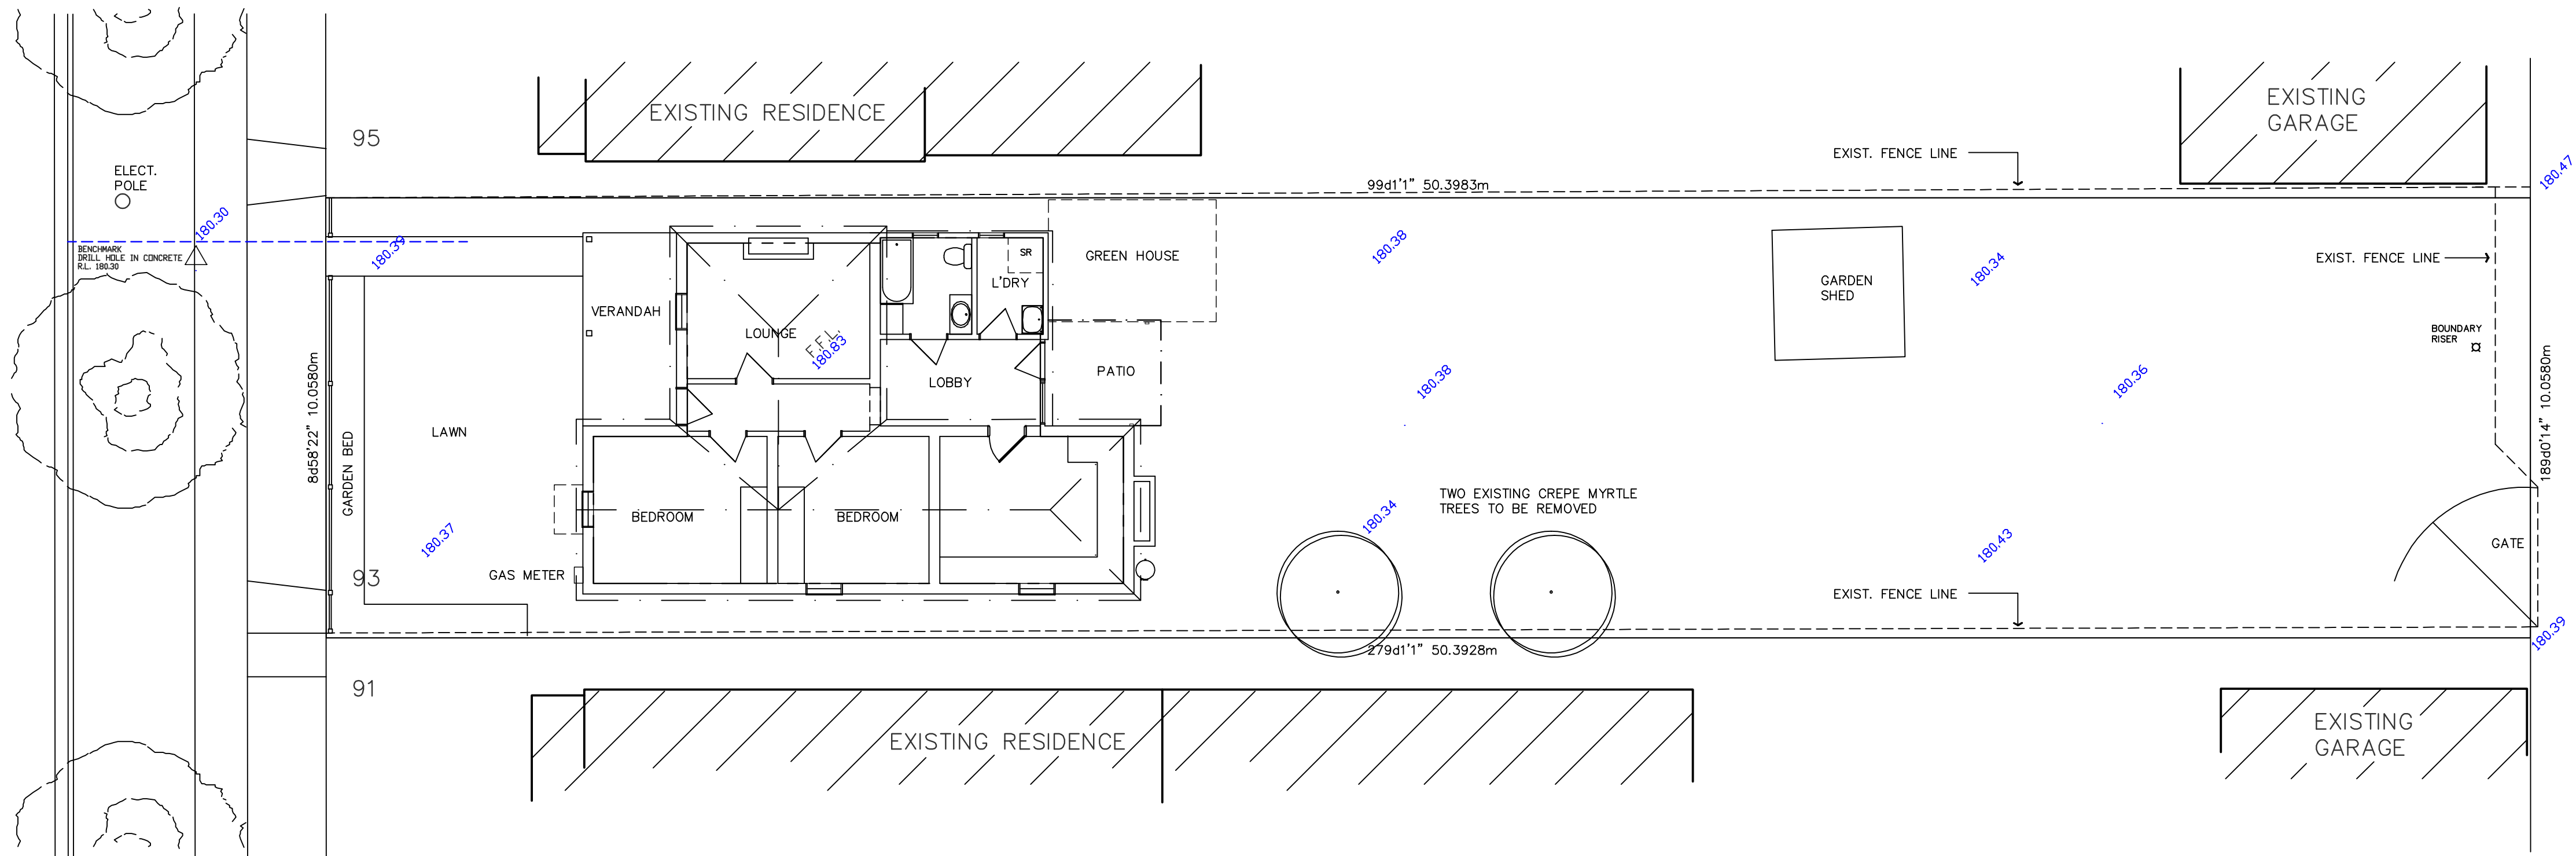 EXISTING RESIDENCE
EXISTING
GARAGE
95
ELECT.
POLE
EXIST. FENCE LINE
180.47
99d1'1" 50.3983m
180.30
BENCHMARK
DRILL HOLE IN CONCRETE
R.L. 180.30
180.39
SR
L'DRY
GREEN HOUSE
180.38
GARDEN
SHED
180.34
EXIST. FENCE LINE
VERANDAH
LOUNGE
F.F.L.
180.83
BOUNDARY
RISER
LOBBY
PATIO
180.38
180.36
8d58'22" 10.0580m
189d0'14" 10.0580m
GARDEN BED
LAWN
TWO EXISTING CREPE MYRTLE
TREES TO BE REMOVED
180.37
BEDROOM
BEDROOM
180.34
180.43
GATE
GAS METER
93
EXIST. FENCE LINE
180.39
279d1'1" 50.3928m
91
EXISTING RESIDENCE
EXISTING
GARAGE